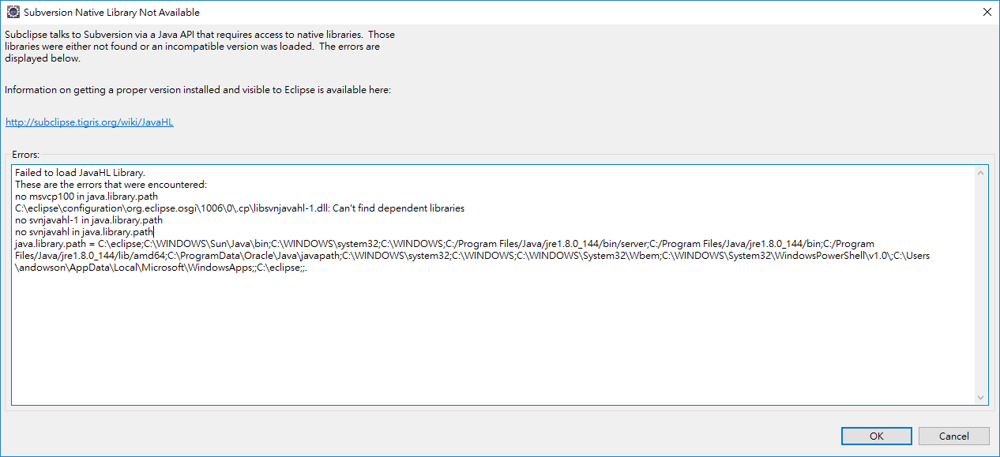 Subversion Native Library Not Available
Subclipse talks to Subversion via a Java API that requires access to native libraries.  Those
libraries were either not found or an incompatible version was loaded.  The errors are
displayed below.
Information on getting a proper version installed and visible to Eclipse is available here:
http://subclipse.tigris.org/wiki/JavaHL
Errors:
Failed to load JavaHL Library.
These are the errors that were encountered:
no msvcp100 in java.library.path
C:\eclipse\configuration\org.eclipse.osgi\1006\0\.cp\libsvnjavahl-1.dll: Can't find dependent libraries
no svnjavahl-1 in java.library.path
no svnjavahl in java.library.path
java.library.path = C:\eclipse;C:\WINDOWS\Sun\Java\bin;C:\WINDOWS\system32;C:\WINDOWS;C:/Program Files/Java/jre1.8.0_144/bin/server;C:/Program Files/Java/jre1.8.0_144/bin;C:/Program
Files/Java/jre1.8.0_144/lib/amd64;C:\ProgramData\Oracle\Java\javapath;C:\WINDOWS\system32;C:\WINDOWS;C:\WINDOWS\System32\Wbem;C:\WINDOWS\System32\WindowsPowerShell\v1.0\;C:\Users
\andowson\AppData\Local\Microsoft\WindowsApps;;C:\eclipse;;.
OK
Cancel